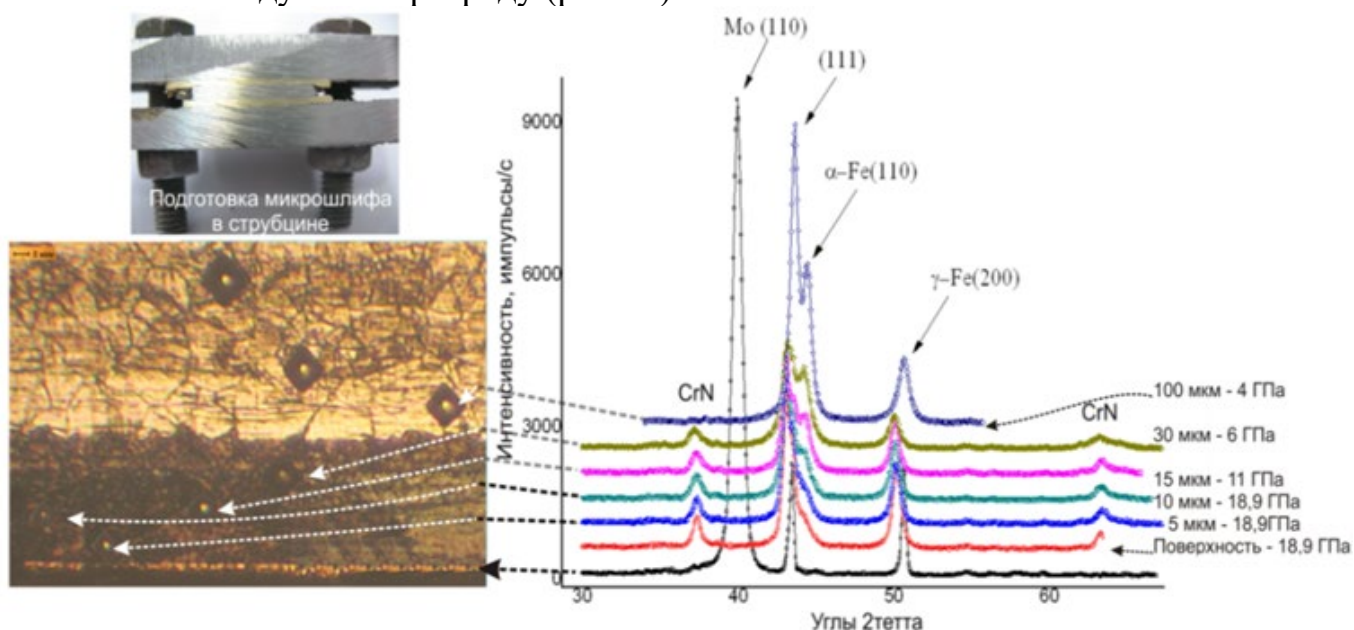 Подготовка микрошлифа
в струбцине
Mo (110)
(111)
α–Fe(110)
γ–Fe(200)
CrN
CrN
Интенсивность, импульсы/с
9000
6000
3000
0
30
40
50
60
Углы 2тетта
100 мкм - 4 ГПа
30 мкм - 6 ГПа
15 мкм - 11 ГПа
10 мкм - 18,9 ГПа
5 мкм - 18,9ГПа
Поверхность - 18,9 ГПа